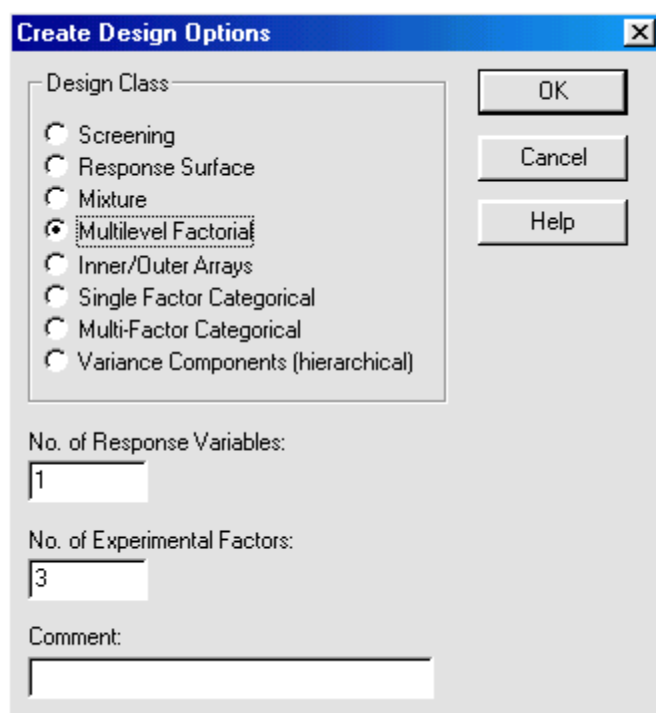 Create Design Options
Design Class
Screening
Response Surface
Mixture
Multilevel Factorial
Inner/Outer Arrays
Single Factor Categorical
Multi-Factor Categorical
Variance Components (hierarchical)
OK
Cancel
Help
No. of Response Variables:
1
No. of Experimental Factors:
3
Comment: